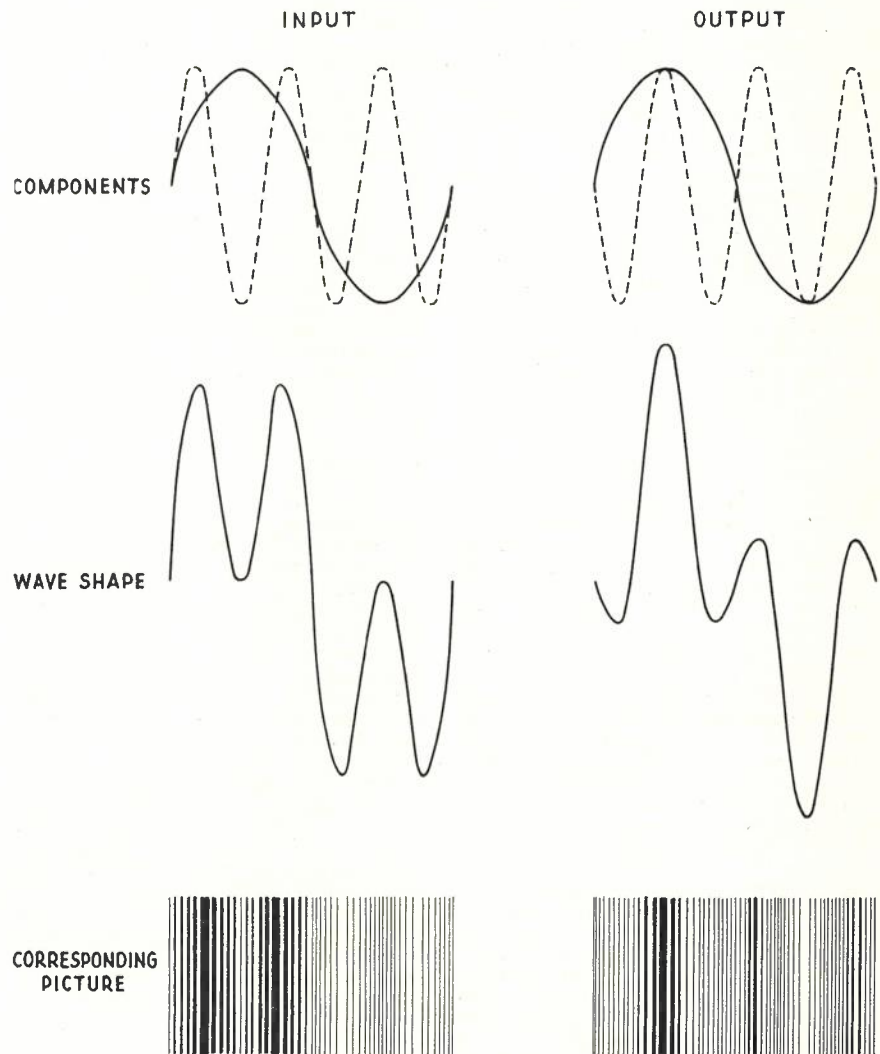 INPUT
OUTPUT
COMPONENTS
WAVE SHAPE
CORRESPONDING
PICTURE